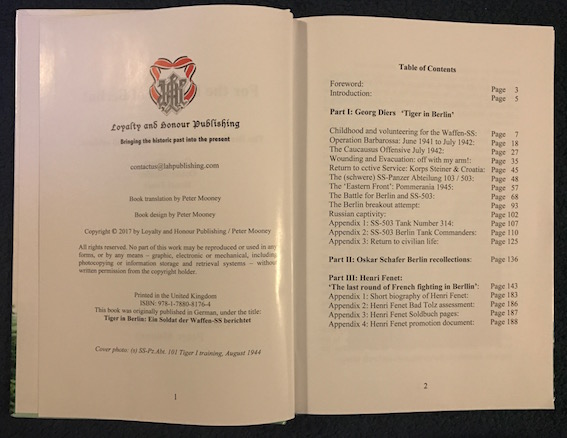 Loyalty and Honour Publishing
Bringing the historic past into the present
contactus@lahpublishing.com
Book translation by Peter Mooney
Book design by Peter Mooney
Copyright © 2017 by Loyalty and Honour Publishing / Peter Mooney
All rights reserved. No part of this work may be reproduced or used in any
forms, or by any means – graphic, electronic or mechanical, including
photocopying or information storage and retrieval systems – without
written permission from the copyright holder.
Printed in the United Kingdom
ISBN: 978-1-7880-8176-4
This book was originally published in German, under the title:
Tiger in Berlin: Ein Soldat der Waffen-SS berichtet
Cover photo: (s) SS-Pz.Abt. 101 Tiger I training, August 1944
1
Table of Contents
Foreword: Page 3
Introduction: Page 5
Part I: Georg Diers ‘Tiger in Berlin’
Childhood and volunteering for the Waffen-SS: Page 7
Operation Barbarossa: June 1941 to July 1942: Page 18
The Caucausus Offensive July 1942: Page 27
Wounding and Evacuation: off with my arm!: Page 35
Return to ctive Service: Korps Steiner & Croatia: Page 45
The (schwere) SS-Panzer Abteilung 103 / 503: Page 48
The ‘Eastern Front’: Pommerania 1945: Page 57
The Battle for Berlin and SS-503: Page 68
The Berlin breakout attempt: Page 93
Russian captivity: Page 102
Appendix 1: SS-503 Tank Number 314: Page 107
Appendix 2: SS-503 Berlin Tank Commanders: Page 110
Appendix 3: Return to civilian life: Page 125
Part II: Oskar Schafer Berlin recollections: Page 136
Part III: Henri Fenet:
‘The last round of French fighting in Berllin’: Page 143
Appendix 1: Short biography of Henri Fenet: Page 183
Appendix 2: Henri Fenet Bad Tolz assessment: Page 186
Appendix 3: Henri Fenet Soldbuch pages: Page 187
Appendix 4: Henri Fenet promotion document: Page 188
2